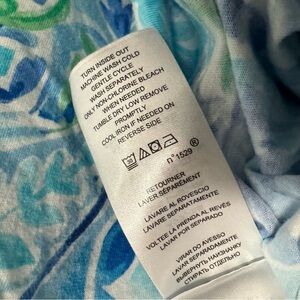 TURN INSIDE OUT
MACHINE WASH COLD
GENTLE CYCLE
WASH SEPARATELY
ONLY NON-CHLORINE BLEACH
WHEN NEEDED
TUMBLE DRY LOW REMOVE
PROMPTLY
COOL IRON IF NEEDED ON
REVERSE SIDE
n°1529®
RETOURNER
LAVER SÉPARÉMENT
LAVARE AL ROVESCIO
LAVARE SEPARATAMENTE
VOLTEE LA PRENDA AL REVES
LAVAR POR SEPARADO
VIRAR DO AVESSO
LAVAR SEPARADAMENTE
ВЫВЕРНУТЬ НАИЗНАНКУ
СТИРАТЬ ОТДЕЛЬНО